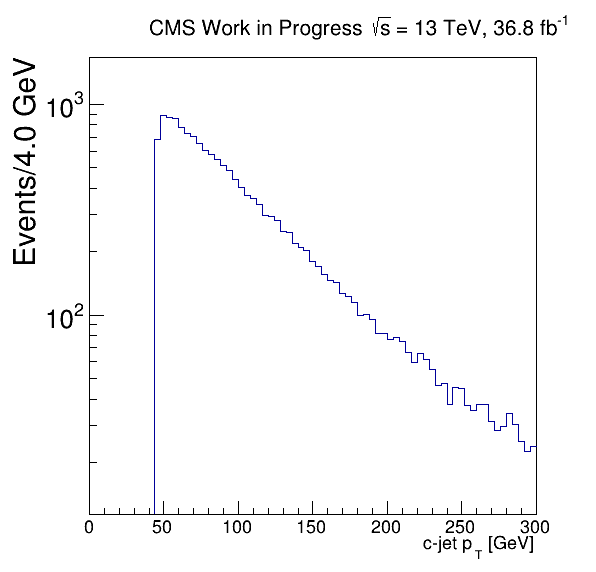 CMS Work in Progress √s = 13 TeV, 36.8 fb⁻¹
Events/4.0 GeV
10³
10²
0 50 100 150 200 250 300
c-jet p_T [GeV]